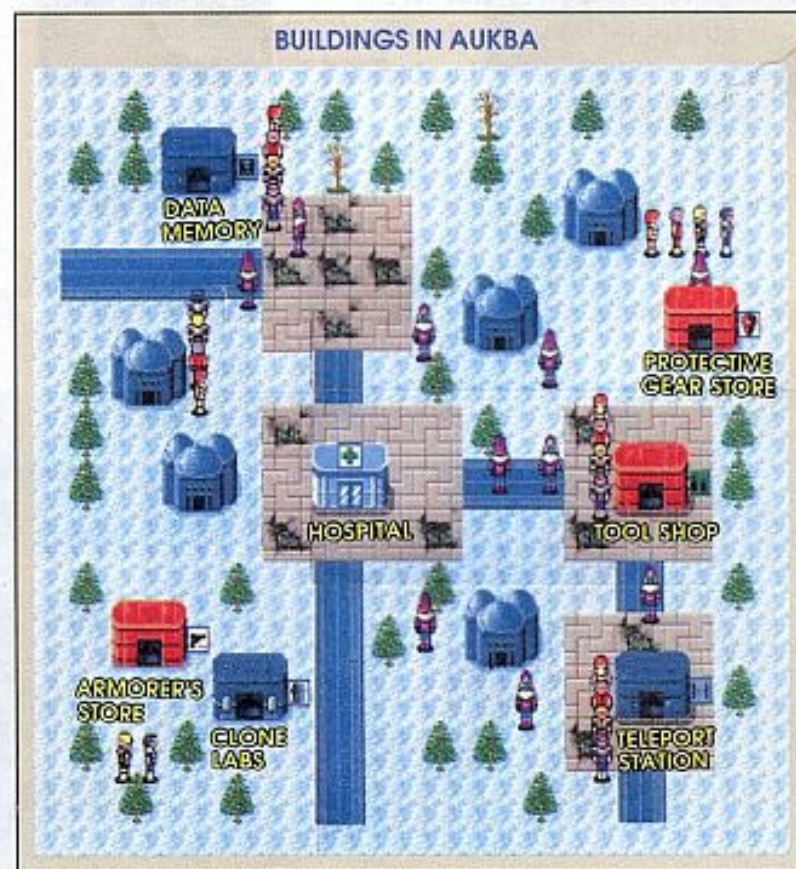 BUILDINGS IN AUKBA
DATA
MEMORY
PROTECTIVE
GEAR STORE
HOSPITAL
TOOL SHOP
ARMORER'S
STORE
CLONE
LABS
TELEPORT
STATION